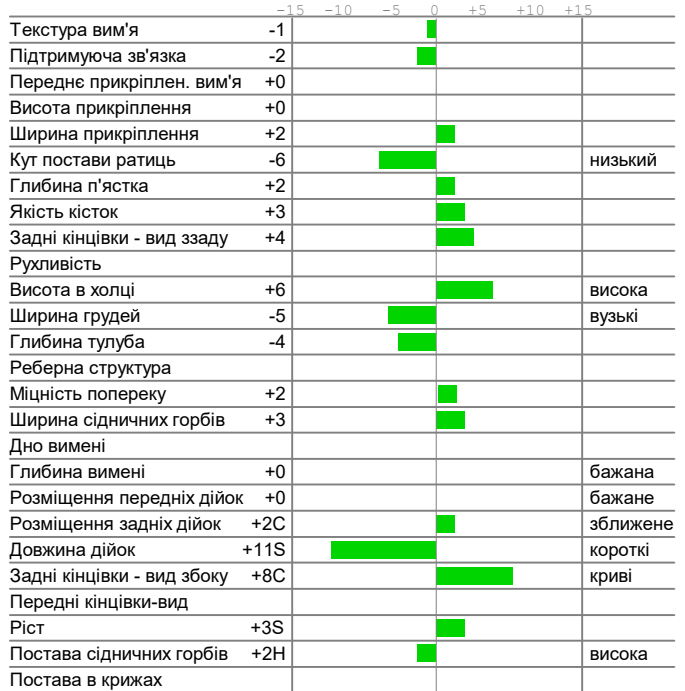 -15 -10 -5 0 +5 +10 +15
Текстура вим'я -1
Підтримуюча зв'язка -2
Переднє прикріплен. вим'я +0
Висота прикріплення +0
Ширина прикріплення +2
Кут постави ратиць -6 низький
Глибина п'ястка +2
Якість кісток +3
Задні кінцівки - вид ззаду +4
Рухливість
Висота в холці +6 висока
Ширина грудей -5 вузькі
Глибина тулуба -4
Реберна структура
Міцність попереку +2
Ширина сідничних горбів +3
Дно вимені
Глибина вимені +0 бажана
Розміщення передніх дійок +0 бажане
Розміщення задніх дійок +2C зближене
Довжина дійок +11S короткі
Задні кінцівки - вид збоку +8C криві
Передні кінцівки-вид
Ріст +3S
Постава сідничних горбів +2H висока
Постава в крижах